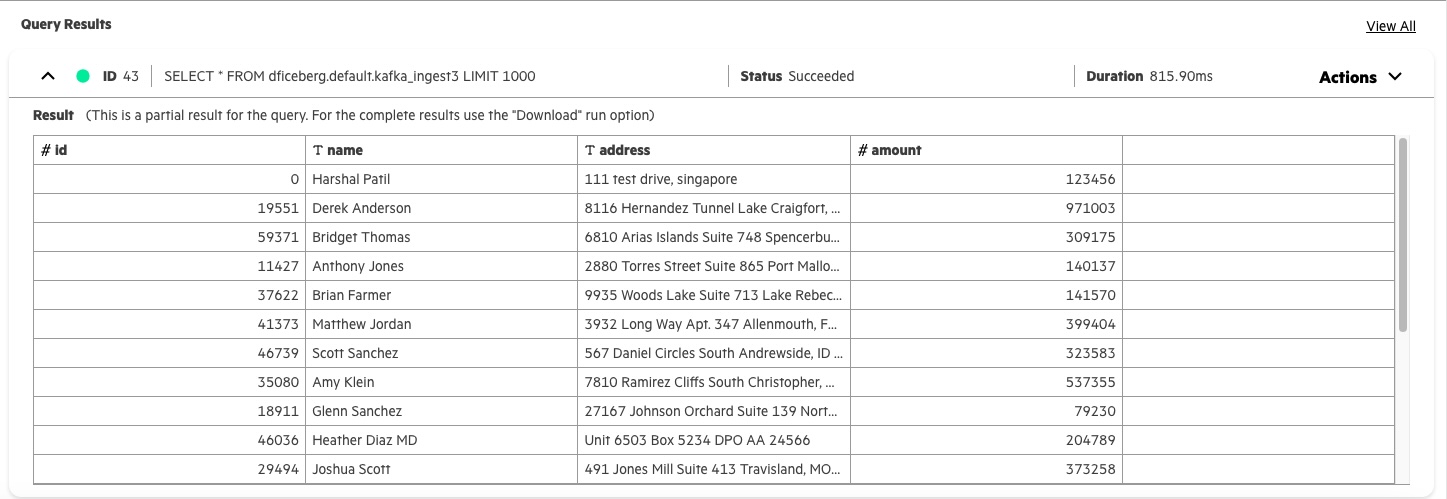 Query Results
View All
ID 43 SELECT * FROM dficeberg.default.kafka_ingest3 LIMIT 1000 Status Succeeded Duration 815.90ms Actions
Result (This is a partial result for the query. For the complete results use the "Download" run option)
# id T name T address # amount
0 Harshal Patil 111 test drive, singapore 123456
19551 Derek Anderson 8116 Hernandez Tunnel Lake Craigfort, ... 971003
59371 Bridget Thomas 6810 Arias Islands Suite 748 Spencerbu... 309175
11427 Anthony Jones 2880 Torres Street Suite 865 Port Mallo... 140137
37622 Brian Farmer 9935 Woods Lake Suite 713 Lake Rebec... 141570
41373 Matthew Jordan 3932 Long Way Apt. 347 Allenmouth, F... 399404
46739 Scott Sanchez 567 Daniel Circles South Andrewside, ID ... 323583
35080 Amy Klein 7810 Ramirez Cliffs South Christopher, ... 537355
18911 Glenn Sanchez 27167 Johnson Orchard Suite 139 Nort... 79230
46036 Heather Diaz MD Unit 6503 Box 5234 DPO AA 24566 204789
29494 Joshua Scott 491 Jones Mill Suite 413 Travisland, MO... 373258